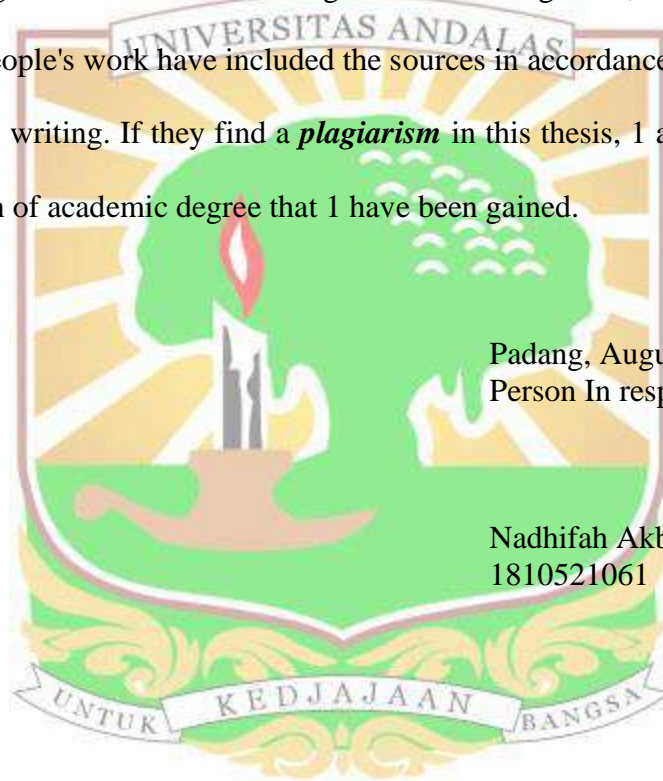 UNIVERSITAS ANDALAS
eople's work have included the sources in accordance
writing. If they find a plagiarism in this thesis, 1 a
of academic degree that 1 have been gained.
Padang, Augu
Person In resp
Nadhifah Akb
1810521061
UNTUK KEDJAJAAN BANGSA